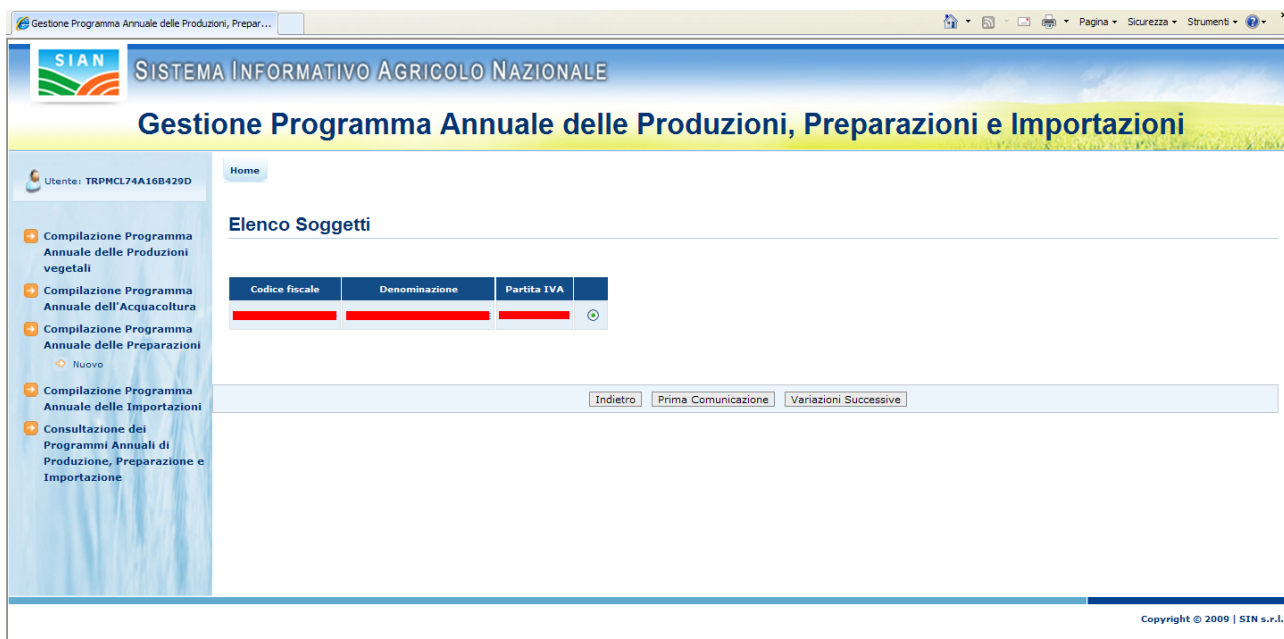 Gestione Programma Annuale delle Produzioni, Prepar...
Pagina
Sicurezza
Strumenti
SIAN
SISTEMA INFORMATIVO AGRICOLO NAZIONALE
Gestione Programma Annuale delle Produzioni, Preparazioni e Importazioni
Utente: TRPMCL74A16B429D
Home
Compilazione Programma
Annuale delle Produzioni
vegetali
Compilazione Programma
Annuale dell'Acquacoltura
Compilazione Programma
Annuale delle Preparazioni
Nuovo
Compilazione Programma
Annuale delle Importazioni
Consultazione dei
Programmi Annuali di
Produzione, Preparazione e
Importazione
Elenco Soggetti
Codice fiscale Denominazione Partita IVA
Indietro Prima Comunicazione Variazioni Successive
Copyright © 2009 | SIN s.r.l.